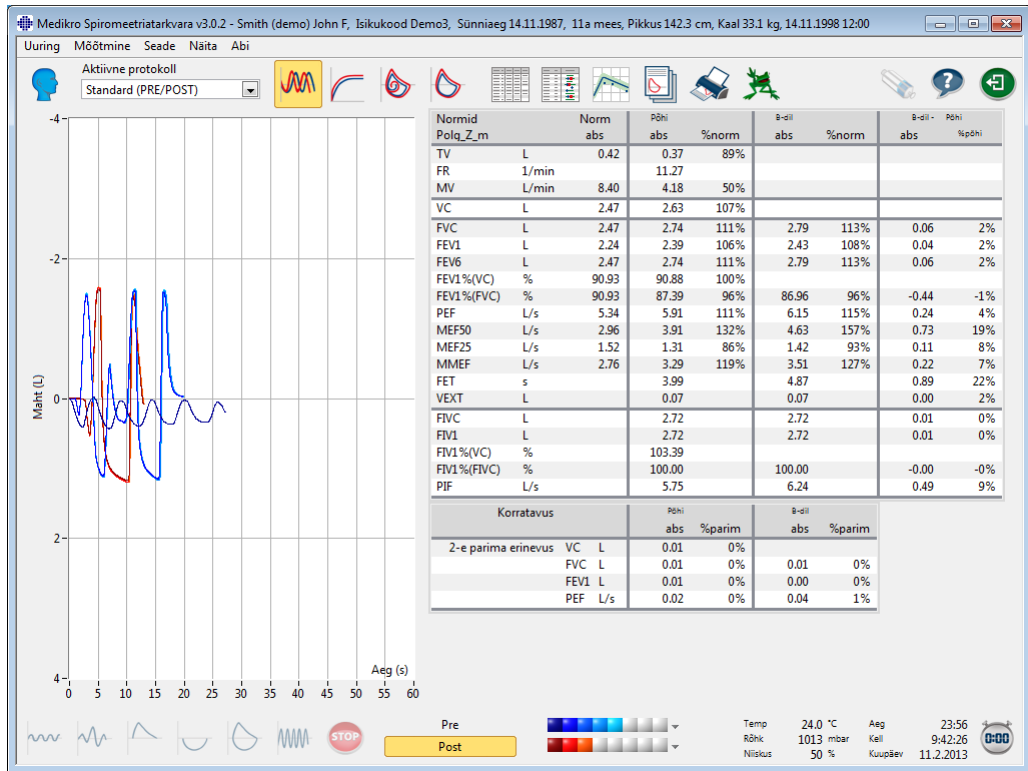 Medikro Spiromeetriatarkvara v3.0.2 - Smith (demo) John F, Isikukood Demo3, Sünniaeg 14.11.1987, 11a mees, Pikkus 142.3 cm, Kaal 33.1 kg, 14.11.1998 12:00
Uuring Mõõtmine Seade Näita Abi
Aktiivne protokoll
Standard (PRE/POST)
Normid Norm Põhi B-dil B-dil - Põhi
Polg_Z_m abs abs %norm abs %norm abs %põhi
TV L 0.42 0.37 89%
FR 1/min 11.27
MV L/min 8.40 4.18 50%
VC L 2.47 2.63 107%
FVC L 2.47 2.74 111% 2.79 113% 0.06 2%
FEV1 L 2.24 2.39 106% 2.43 108% 0.04 2%
FEV6 L 2.47 2.74 111% 2.79 113% 0.06 2%
FEV1%(VC) % 90.93 90.88 100%
FEV1%(FVC) % 90.93 87.39 96% 86.96 96% -0.44 -1%
PEF L/s 5.34 5.91 111% 6.15 115% 0.24 4%
MEF50 L/s 2.96 3.91 132% 4.63 157% 0.73 19%
MEF25 L/s 1.52 1.31 86% 1.42 93% 0.11 8%
MMEF L/s 2.76 3.29 119% 3.51 127% 0.22 7%
FET s 3.99 4.87 0.89 22%
VEXT L 0.07 0.07 0.00 2%
FIVC L 2.72 2.72 0.01 0%
FIV1 L 2.72 2.72 0.01 0%
FIV1%(VC) % 103.39
FIV1%(FIVC) % 100.00 100.00 -0.00 -0%
PIF L/s 5.75 6.24 0.49 9%
Korratavus Põhi B-dil
abs %parim abs %parim
2-e parima erinevus VC L 0.01 0%
FVC L 0.01 0% 0.01 0%
FEV1 L 0.01 0% 0.00 0%
PEF L/s 0.02 0% 0.04 1%
-4
-2
0
2
4
Maht (L)
Aeg (s)
0 5 10 15 20 25 30 35 40 45 50 55 60
STOP
Pre
Post
Temp 24.0 °C Aeg 23:56
Rõhk 1013 mbar Kell 9:42:26
Niiskus 50 % Kuupäev 11.2.2013
0:00